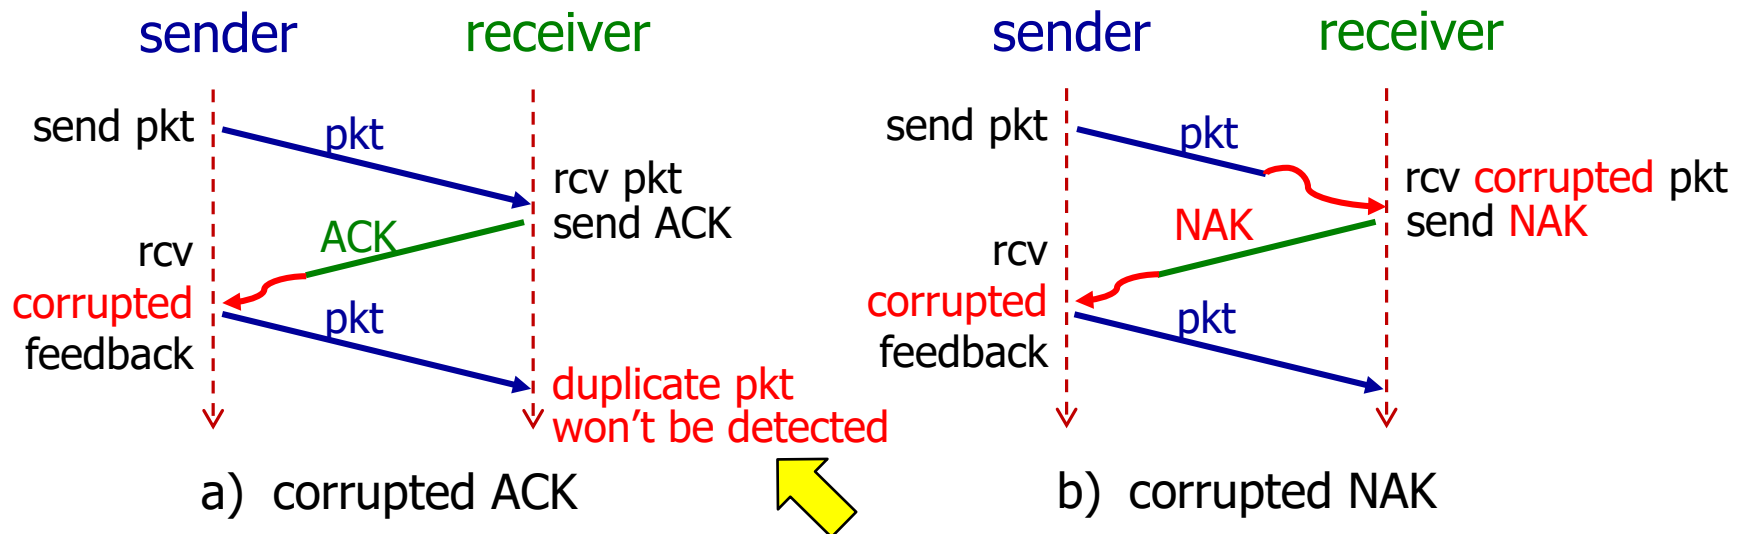 sender
receiver
send pkt
pkt
rcv pkt
send ACK
ACK
rcv
corrupted
feedback
pkt
duplicate pkt
won't be detected
a) corrupted ACK
sender
receiver
send pkt
pkt
rcv corrupted pkt
send NAK
NAK
rcv
corrupted
feedback
pkt
b) corrupted NAK